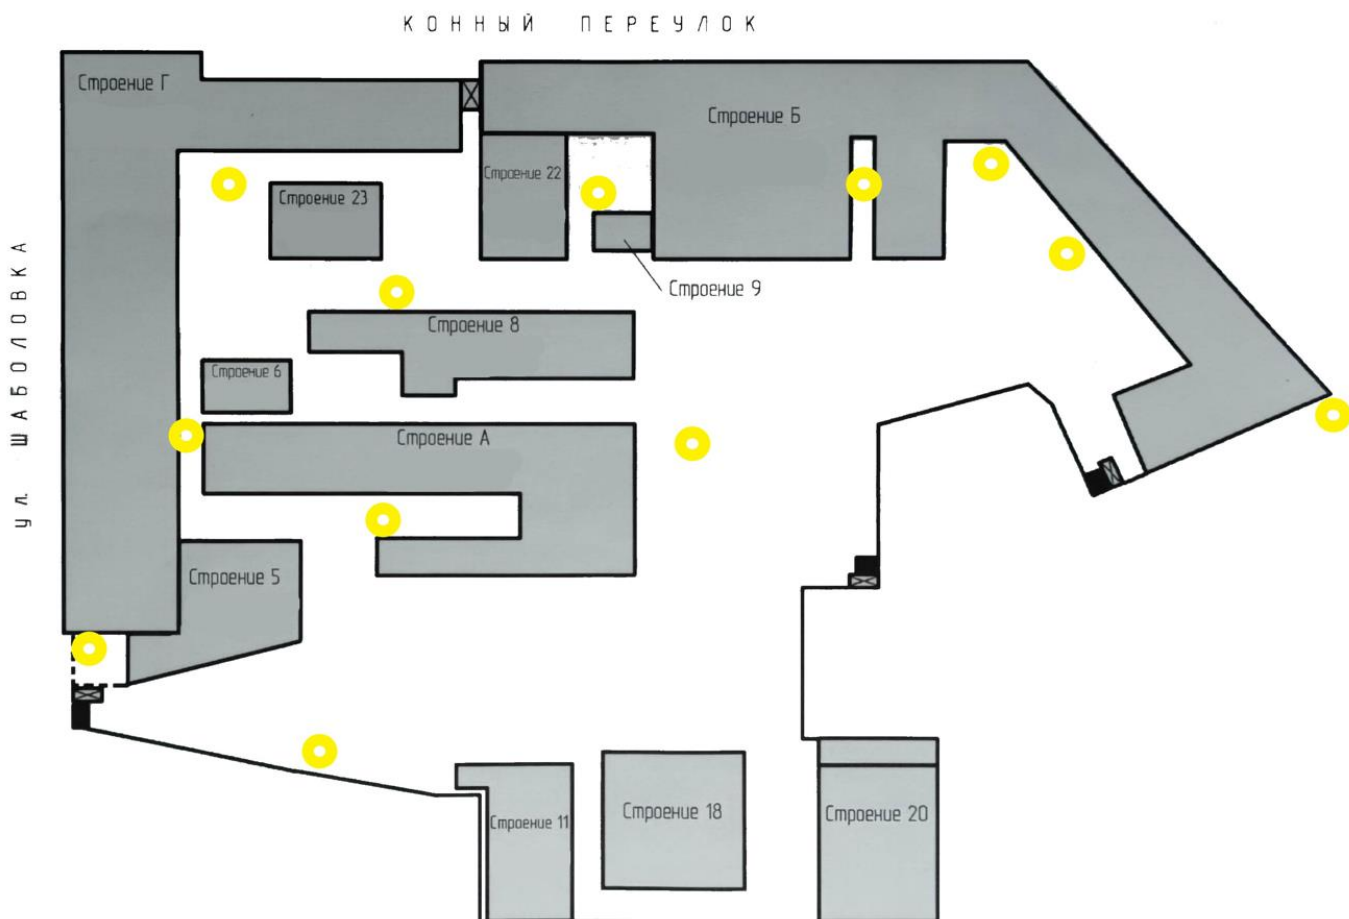 КОННЫЙ ПЕРЕУЛОК
Строение Г
Строение Б
Строение 22
Строение 23
Строение 9
Строение 8
Строение 6
Строение А
ул. ШАБОЛОВКА
Строение 5
Строение 11
Строение 18
Строение 20